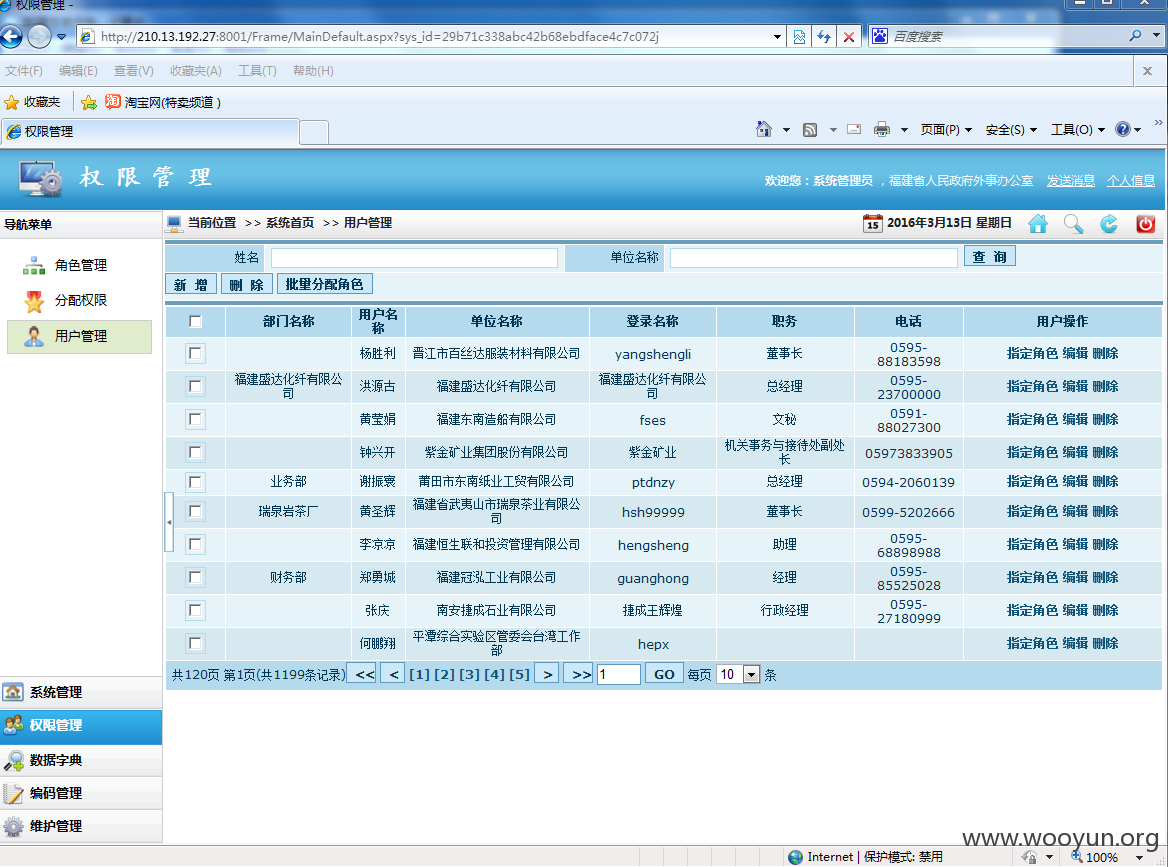 权限管理 -
http://210.13.192.27:8001/Frame/MainDefault.aspx?sys_id=29b71c338abc42b68ebdface4c7c072j
百度搜索
文件(F) 编辑(E) 查看(V) 收藏夹(A) 工具(T) 帮助(H)
x
收藏夹 淘宝网(特卖频道)
权限管理
页面(P) 安全(S) 工具(O)
权限管理
欢迎您：系统管理员 ，福建省人民政府外事办公室 发送消息 个人信息
导航菜单
当前位置 >> 系统首页 >> 用户管理
15 2016年3月13日 星期日
角色管理
分配权限
用户管理
姓名 单位名称 查 询
新 增 删 除 批量分配角色
部门名称 用户名称 单位名称 登录名称 职务 电话 用户操作
杨胜利 晋江市百丝达服装材料有限公司 yangshengli 董事长 0595-88183598 指定角色 编辑 删除
福建盛达化纤有限公司 洪源古 福建盛达化纤有限公司 福建盛达化纤有限公司 总经理 0595-23700000 指定角色 编辑 删除
黄莹娟 福建东南造船有限公司 fses 文秘 0591-88027300 指定角色 编辑 删除
钟兴开 紫金矿业集团股份有限公司 紫金矿业 机关事务与接待处副处长 05973833905 指定角色 编辑 删除
业务部 谢振寰 莆田市东南纸业工贸有限公司 ptdnzy 总经理 0594-2060139 指定角色 编辑 删除
瑞泉岩茶厂 黄圣辉 福建省武夷山市瑞泉茶业有限公司 hsh99999 董事长 0599-5202666 指定角色 编辑 删除
李凉凉 福建恒生联和投资管理有限公司 hengsheng 助理 0595-68898988 指定角色 编辑 删除
财务部 郑勇城 福建冠泓工业有限公司 guanghong 经理 0595-85525028 指定角色 编辑 删除
张庆 南安捷成石业有限公司 捷成王辉煌 行政经理 0595-27180999 指定角色 编辑 删除
何鹏翔 平潭综合实验区管委会台湾工作部 hepx 指定角色 编辑 删除
共120页 第1页(共1199条记录) << < [1] [2] [3] [4] [5] > >> 1 GO 每页 10 条
系统管理
权限管理
数据字典
编码管理
维护管理
www.wooyun.org
Internet | 保护模式: 禁用
100%